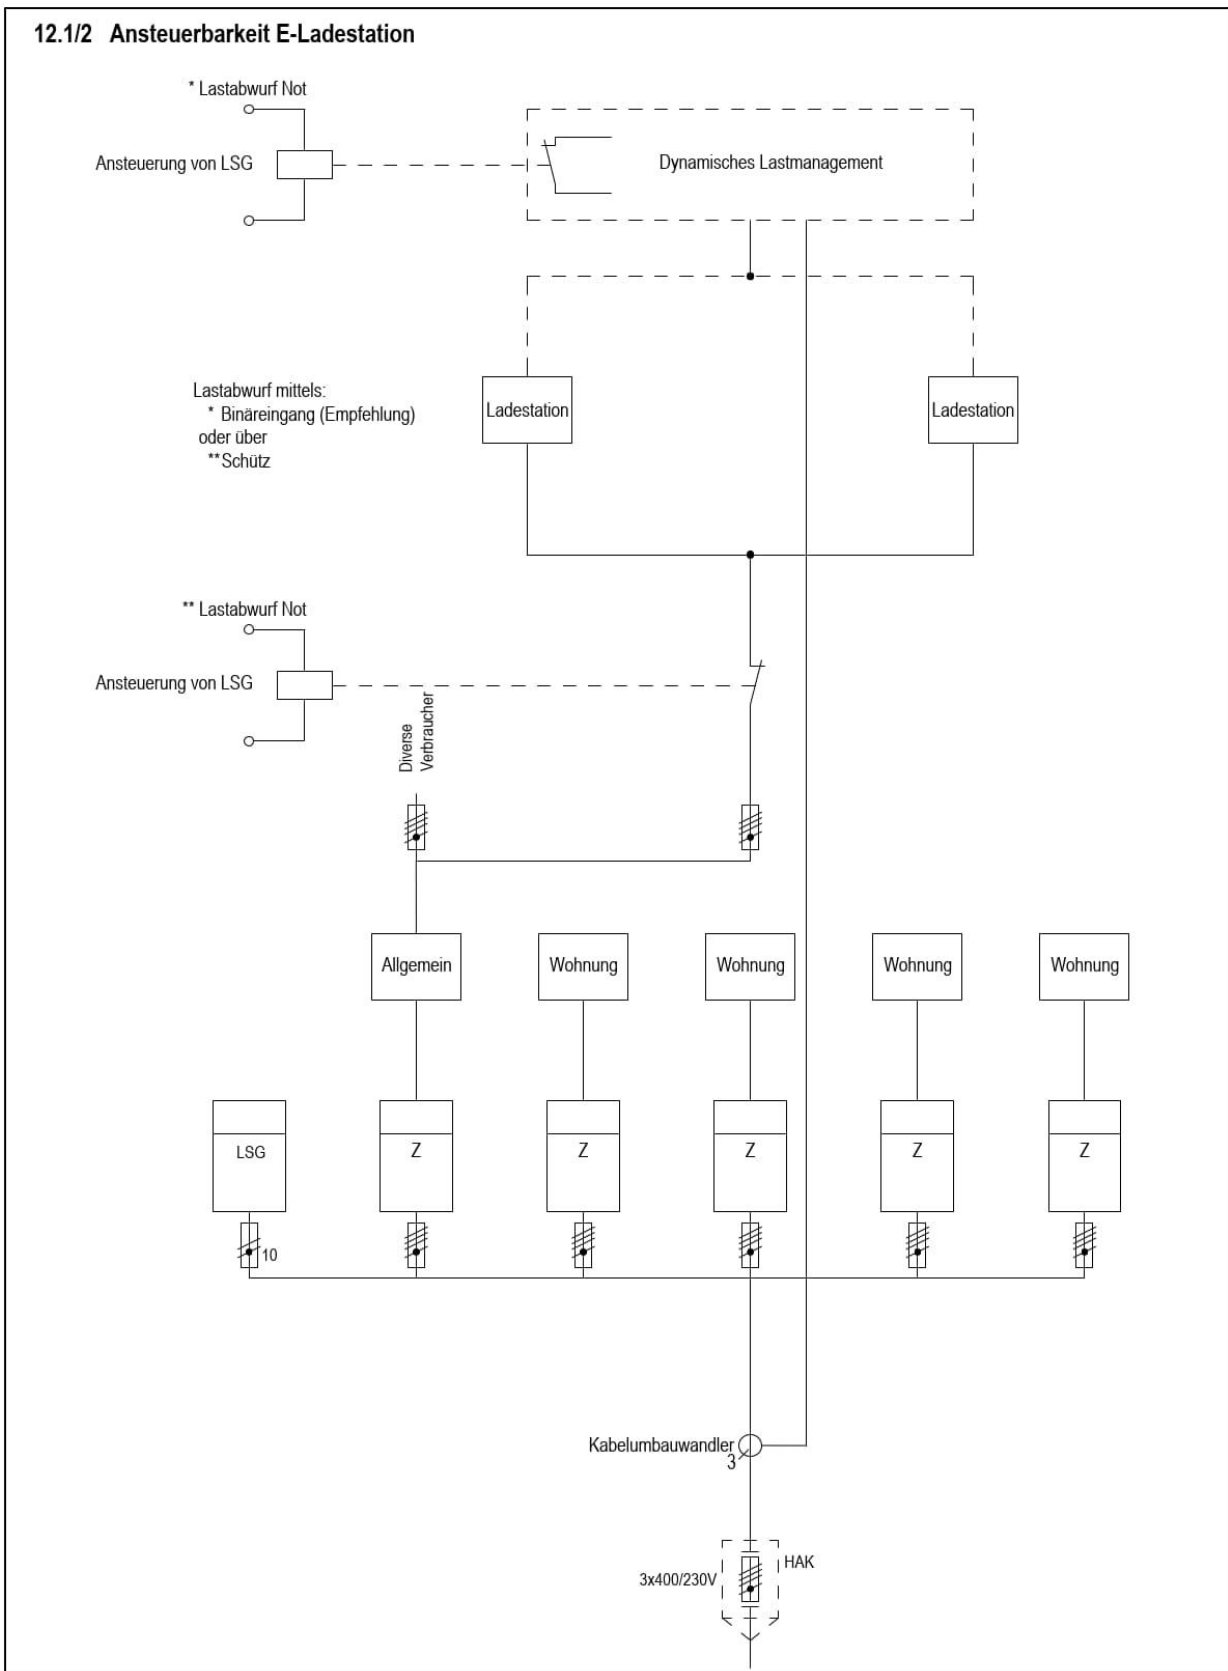 12.1/2 Ansteuerbarkeit E-Ladestation
* Lastabwurf Not
Ansteuerung von LSG
Dynamisches Lastmanagement
Lastabwurf mittels:
* Binäreingang (Empfehlung)
oder über
**Schütz
Ladestation
Ladestation
** Lastabwurf Not
Ansteuerung von LSG
Diverse
Verbraucher
Allgemein
Wohnung
Wohnung
Wohnung
Wohnung
LSG
Z
Z
Z
Z
Z
10
Kabelumbauwandler
3
3x400/230V
HAK